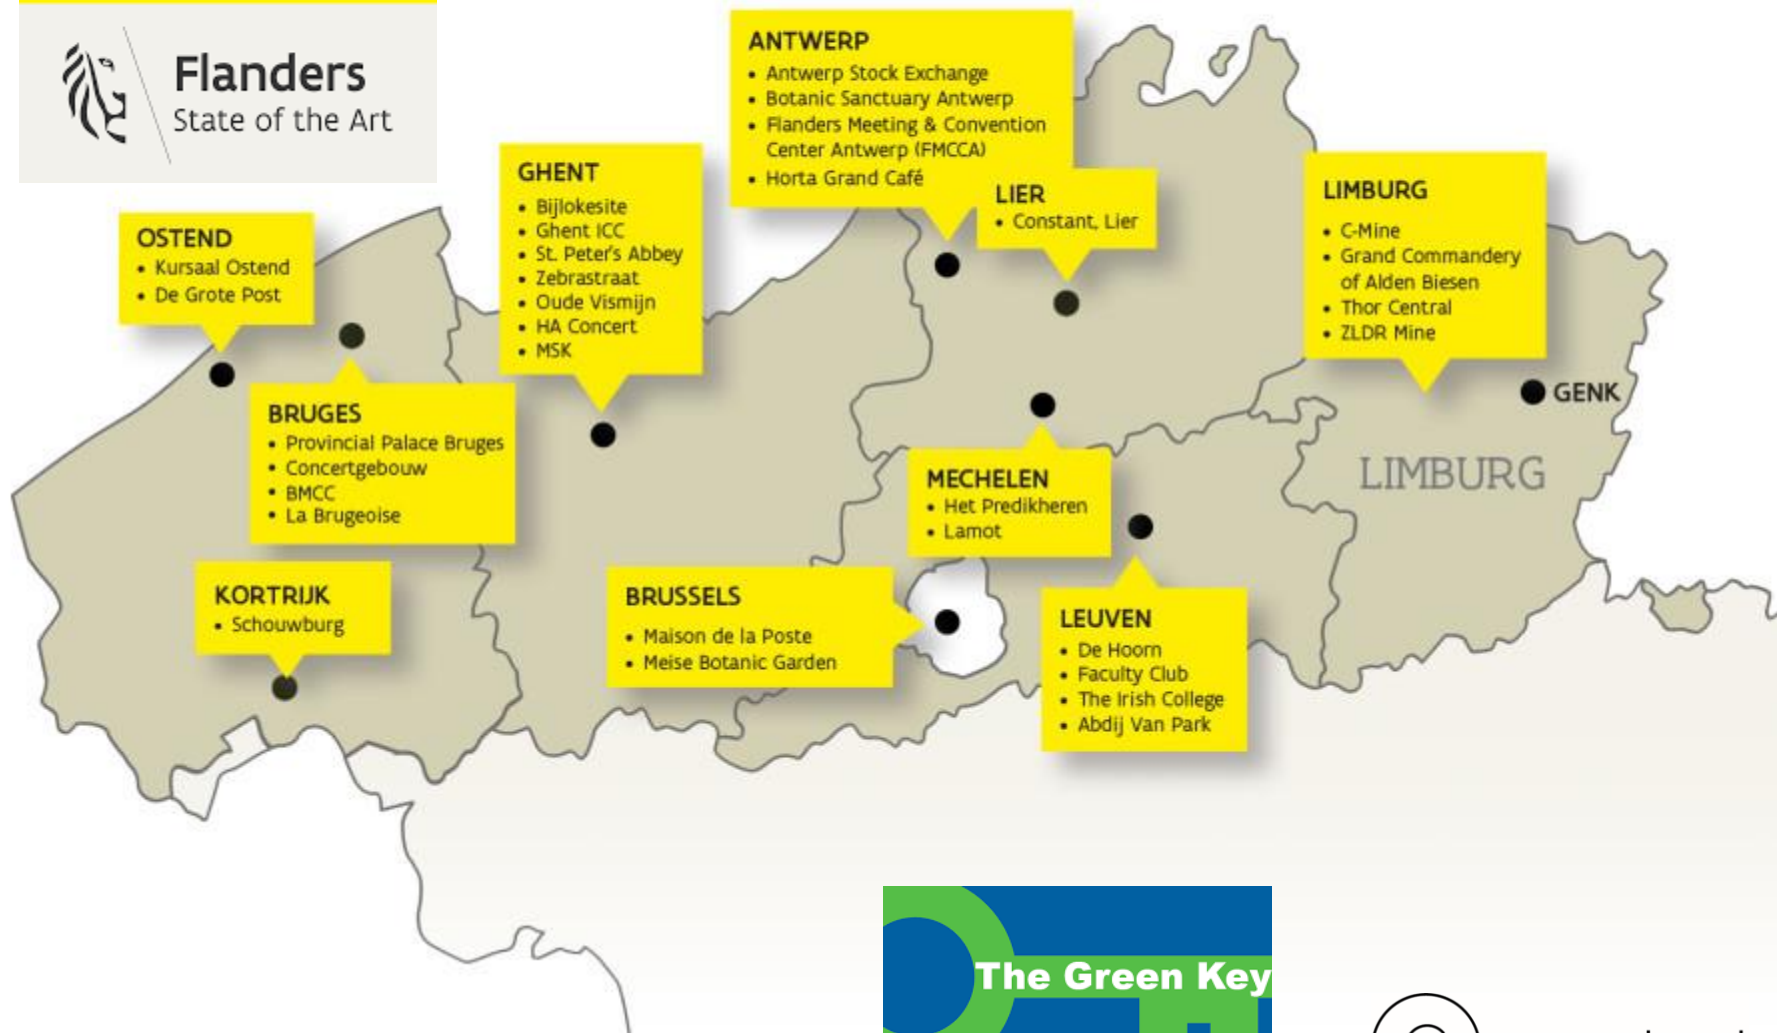 Flanders
State of the Art
ANTWERP
• Antwerp Stock Exchange
• Botanic Sanctuary Antwerp
• Flanders Meeting & Convention
Center Antwerp (FMCCA)
• Horta Grand Café
LIER
• Constant, Lier
GHENT
• Bijlokesite
• Ghent ICC
• St. Peter's Abbey
• Zebrastraat
• Oude Vismijn
• HA Concert
• MSK
LIMBURG
• C-Mine
• Grand Commandery
of Alden Biesen
• Thor Central
• ZLDR Mine
OSTEND
• Kursaal Ostend
• De Grote Post
GENK
LIMBURG
BRUGES
• Provincial Palace Bruges
• Concertgebouw
• BMCC
• La Brugeoise
MECHELEN
• Het Predikheren
• Lamot
KORTRIJK
• Schouwburg
BRUSSELS
• Maison de la Poste
• Meise Botanic Garden
LEUVEN
• De Hoorn
• Faculty Club
• The Irish College
• Abdij Van Park
The Green Key